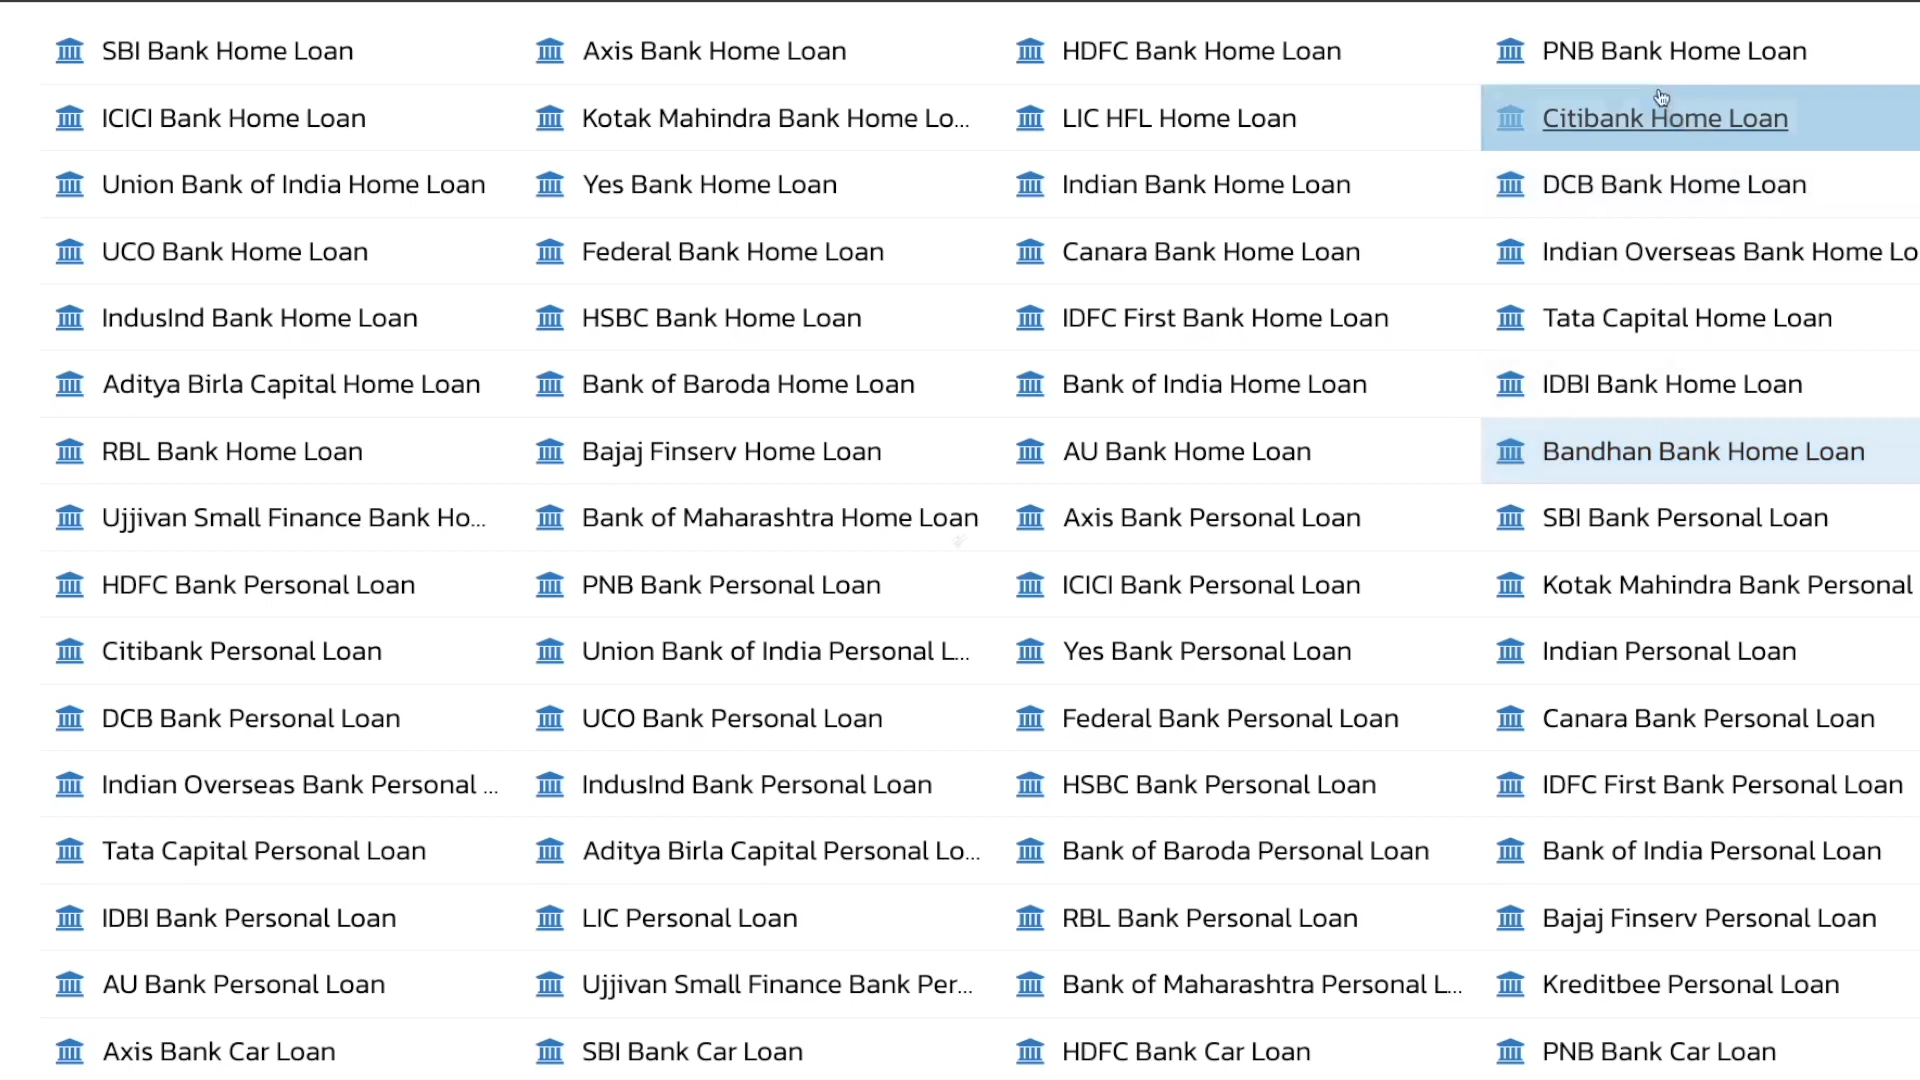 SBI Bank Home Loan
Axis Bank Home Loan
HDFC Bank Home Loan
PNB Bank Home Loan
ICICI Bank Home Loan
Kotak Mahindra Bank Home Lo...
LIC HFL Home Loan
Citibank Home Loan
Union Bank of India Home Loan
Yes Bank Home Loan
Indian Bank Home Loan
DCB Bank Home Loan
UCO Bank Home Loan
Federal Bank Home Loan
Canara Bank Home Loan
Indian Overseas Bank Home Lo
IndusInd Bank Home Loan
HSBC Bank Home Loan
IDFC First Bank Home Loan
Tata Capital Home Loan
Aditya Birla Capital Home Loan
Bank of Baroda Home Loan
Bank of India Home Loan
IDBI Bank Home Loan
RBL Bank Home Loan
Bajaj Finserv Home Loan
AU Bank Home Loan
Bandhan Bank Home Loan
Ujjivan Small Finance Bank Ho...
Bank of Maharashtra Home Loan
Axis Bank Personal Loan
SBI Bank Personal Loan
HDFC Bank Personal Loan
PNB Bank Personal Loan
ICICI Bank Personal Loan
Kotak Mahindra Bank Personal
Citibank Personal Loan
Union Bank of India Personal L...
Yes Bank Personal Loan
Indian Personal Loan
DCB Bank Personal Loan
UCO Bank Personal Loan
Federal Bank Personal Loan
Canara Bank Personal Loan
Indian Overseas Bank Personal ...
IndusInd Bank Personal Loan
HSBC Bank Personal Loan
IDFC First Bank Personal Loan
Tata Capital Personal Loan
Aditya Birla Capital Personal Lo...
Bank of Baroda Personal Loan
Bank of India Personal Loan
IDBI Bank Personal Loan
LIC Personal Loan
RBL Bank Personal Loan
Bajaj Finserv Personal Loan
AU Bank Personal Loan
Ujjivan Small Finance Bank Per...
Bank of Maharashtra Personal L...
Kreditbee Personal Loan
Axis Bank Car Loan
SBI Bank Car Loan
HDFC Bank Car Loan
PNB Bank Car Loan